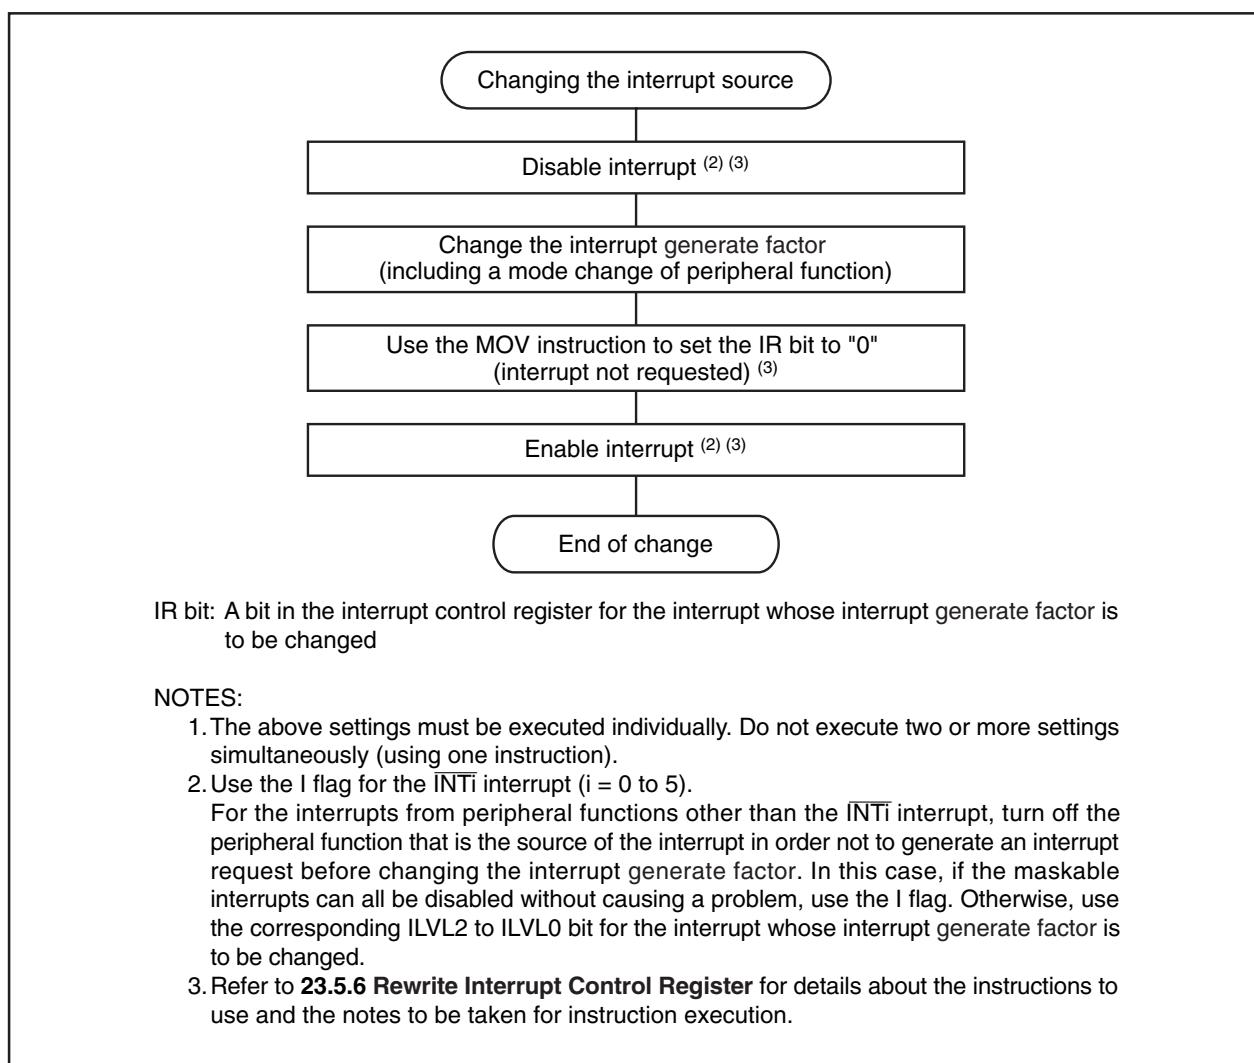 Changing the interrupt source
Disable interrupt (2) (3)
Change the interrupt generate factor
(including a mode change of peripheral function)
Use the MOV instruction to set the IR bit to "0"
(interrupt not requested) (3)
Enable interrupt (2) (3)
End of change
IR bit: A bit in the interrupt control register for the interrupt whose interrupt generate factor is
to be changed
NOTES:
1. The above settings must be executed individually. Do not execute two or more settings
simultaneously (using one instruction).
2. Use the I flag for the I̅N̅T̅i̅ interrupt (i = 0 to 5).
For the interrupts from peripheral functions other than the I̅N̅T̅i̅ interrupt, turn off the
peripheral function that is the source of the interrupt in order not to generate an interrupt
request before changing the interrupt generate factor. In this case, if the maskable
interrupts can all be disabled without causing a problem, use the I flag. Otherwise, use
the corresponding ILVL2 to ILVL0 bit for the interrupt whose interrupt generate factor is
to be changed.
3. Refer to 23.5.6 Rewrite Interrupt Control Register for details about the instructions to
use and the notes to be taken for instruction execution.